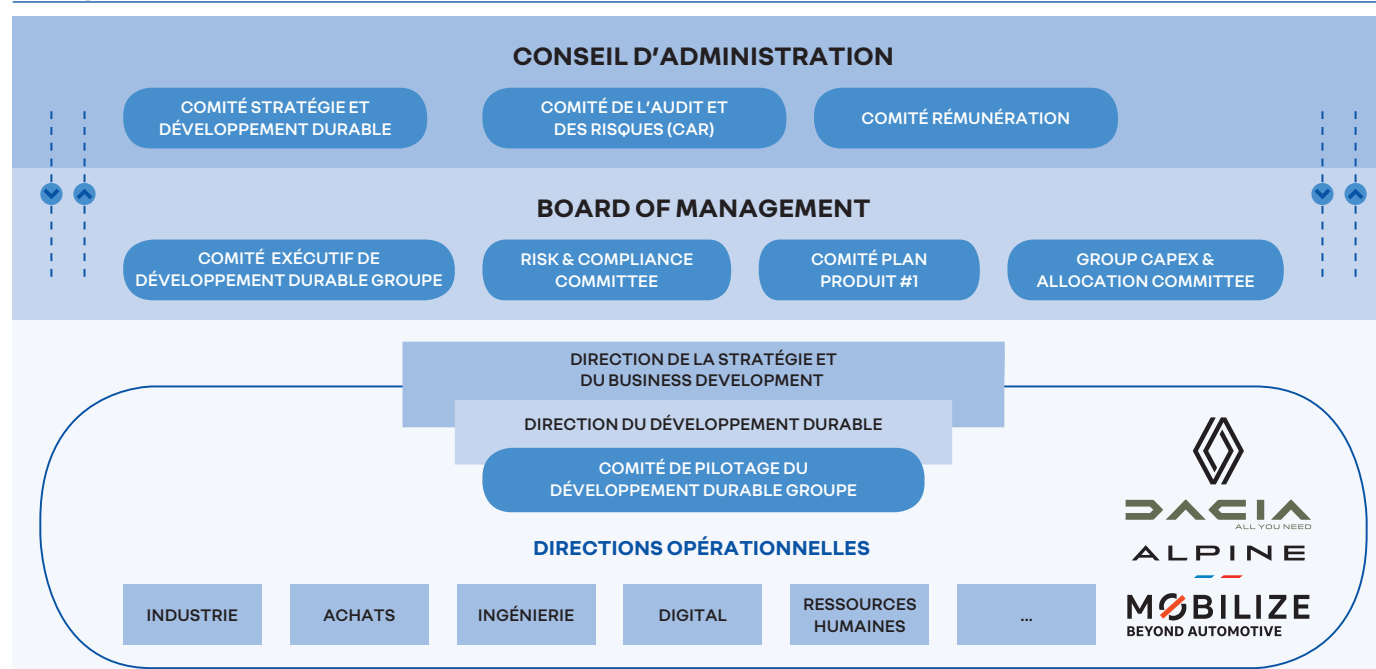 CONSEIL D'ADMINISTRATION
COMITÉ STRATÉGIE ET
DÉVELOPPEMENT DURABLE
COMITÉ DE L'AUDIT ET
DES RISQUES (CAR)
COMITÉ RÉMUNÉRATION
BOARD OF MANAGEMENT
COMITÉ EXÉCUTIF DE
DÉVELOPPEMENT DURABLE GROUPE
RISK & COMPLIANCE
COMMITTEE
COMITÉ PLAN
PRODUIT #1
GROUP CAPEX &
ALLOCATION COMMITTEE
DIRECTION DE LA STRATÉGIE ET
DU BUSINESS DEVELOPMENT
DIRECTION DU DÉVELOPPEMENT DURABLE
COMITÉ DE PILOTAGE DU
DÉVELOPPEMENT DURABLE GROUPE
DIRECTIONS OPÉRATIONNELLES
INDUSTRIE
ACHATS
INGÉNIERIE
DIGITAL
RESSOURCES
HUMAINES
...
DACIA
ALL YOU NEED
ALPINE
MOBILIZE
BEYOND AUTOMOTIVE